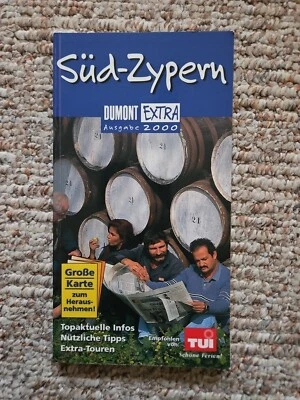 Süd-Zypern
DUMONT EXTRA
Ausgabe 2000
Große
Karte
zum
Heraus-
nehmen!
Topaktuelle Infos
Nützliche Tipps
Extra-Touren
Empfohlen
von:
TUI
Schöne Ferien!